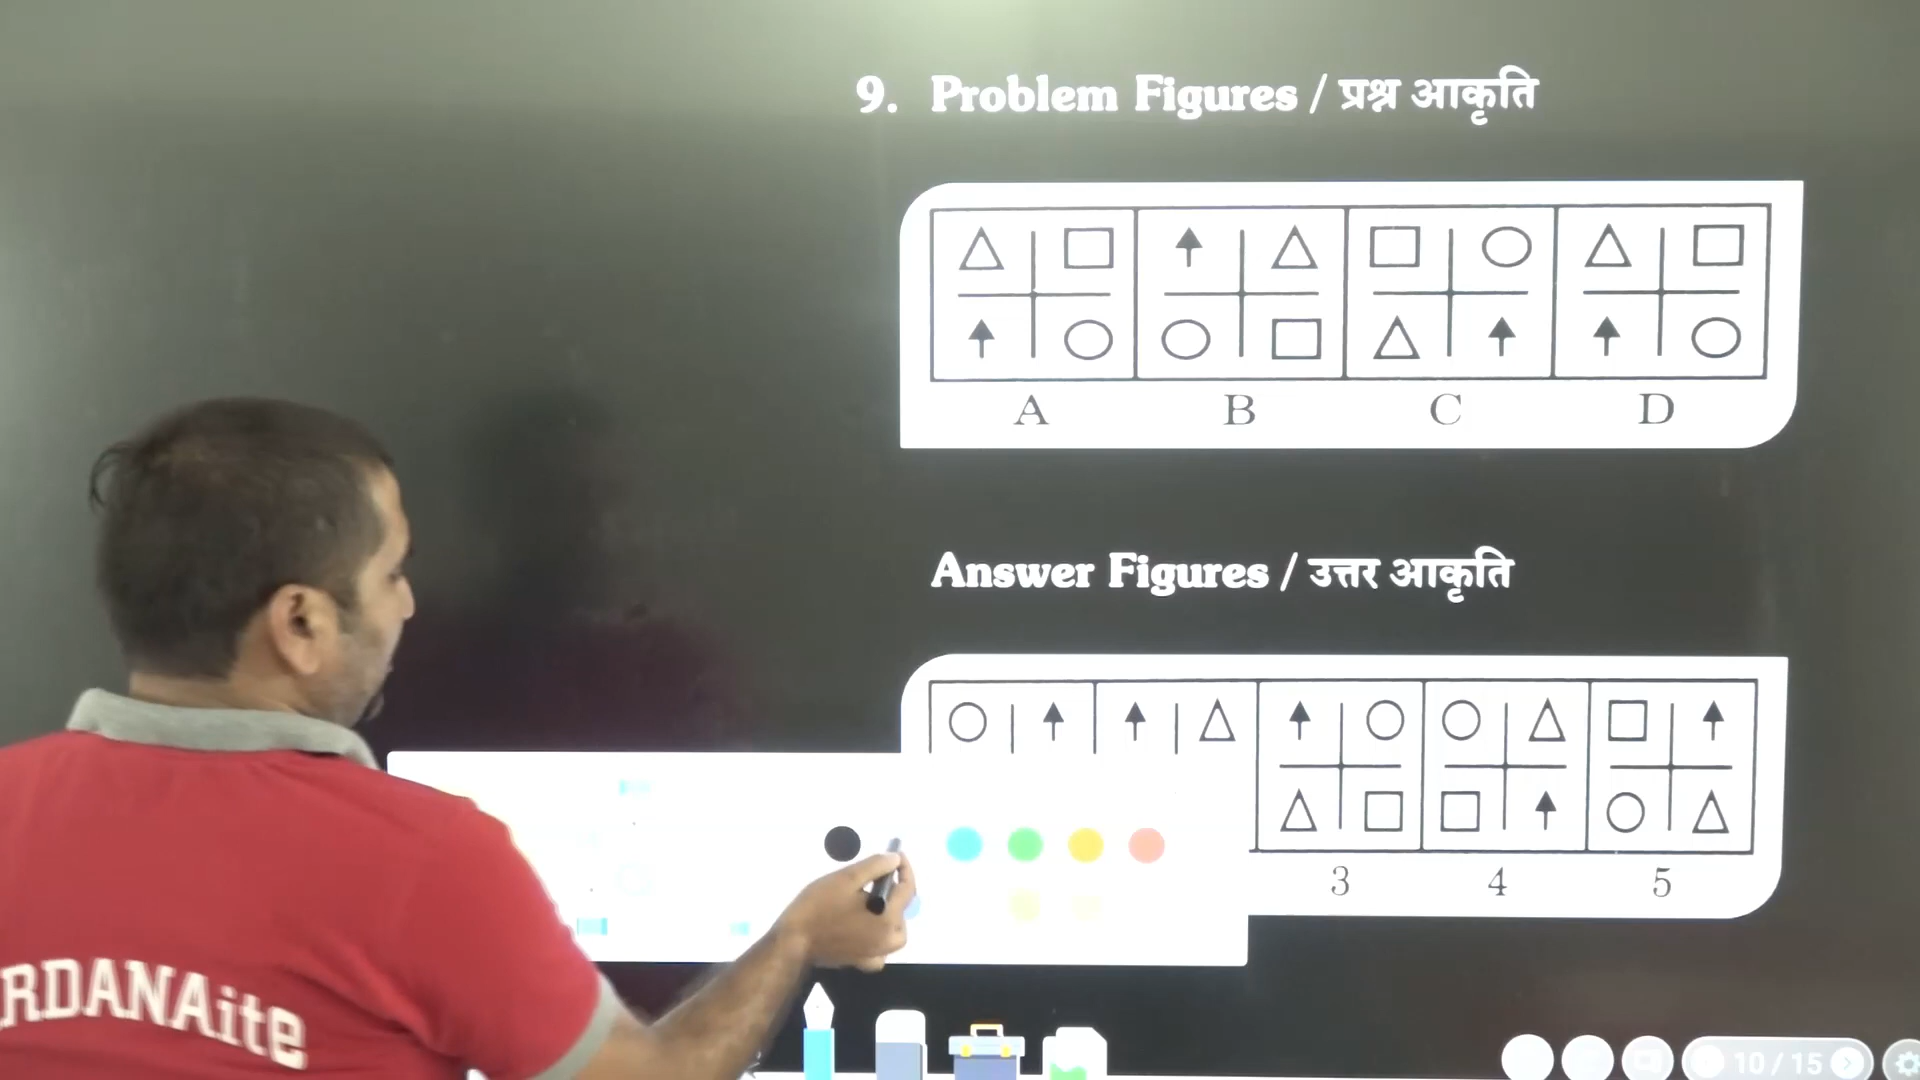 9. Problem Figures / प्रश्न आकृति
A B C D
Answer Figures / उत्तर आकृति
3 4 5
RDANAite
10 / 15